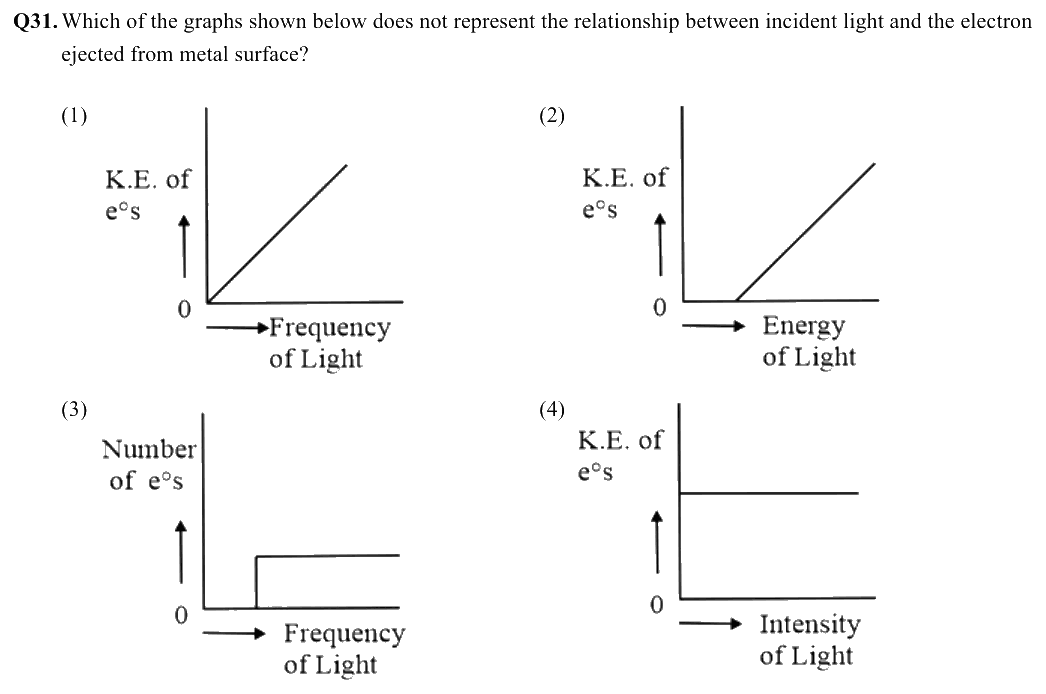 Q31. Which of the graphs shown below does not represent the relationship between incident light and the electron
ejected from metal surface?
(1)
K.E. of
e°s
0
Frequency
of Light
(2)
K.E. of
e°s
0
Energy
of Light
(3)
Number
of e°s
0
Frequency
of Light
(4)
K.E. of
e°s
0
Intensity
of Light